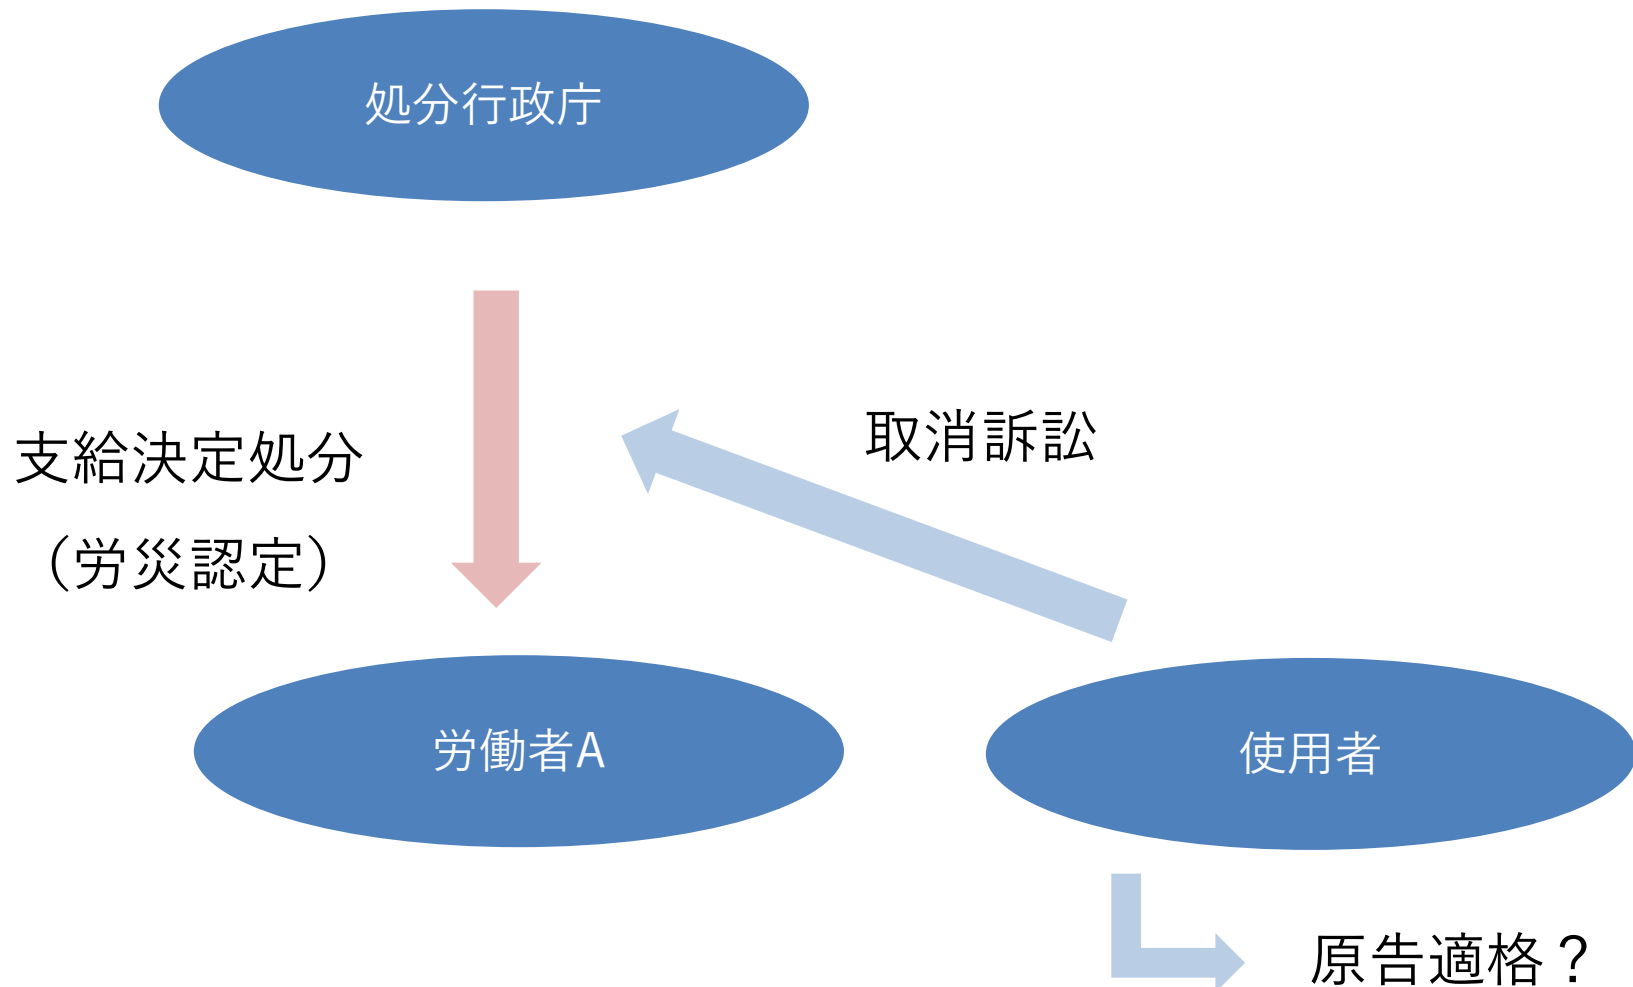 処分行政庁
取消訴訟
支給決定処分
（労災認定）
労働者A
使用者
原告適格？